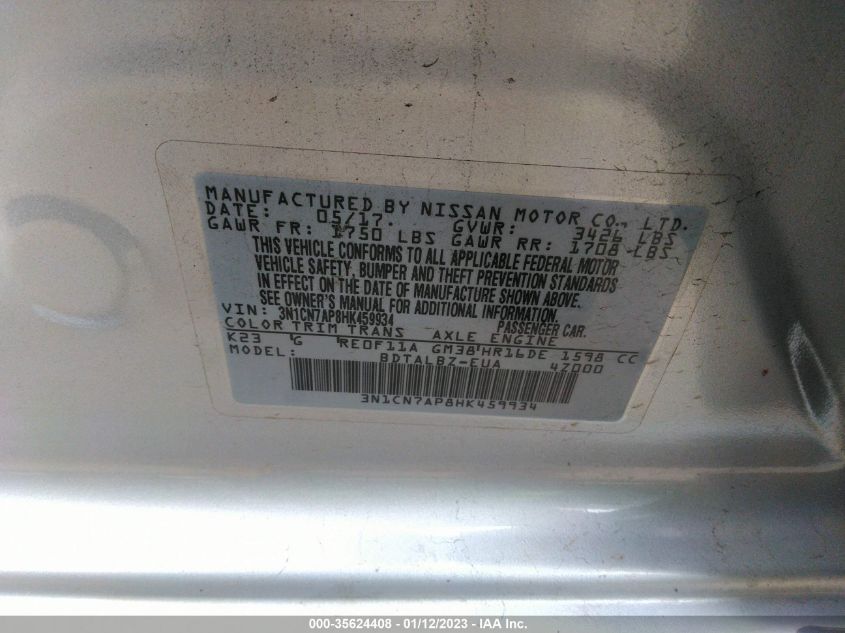 MANUFACTURED BY NISSAN MOTOR CO., LTD.
DATE: 05/17. GVWR: 3426 LBS
GAWR FR: 1750 LBS GAWR RR: 1708 LBS
THIS VEHICLE CONFORMS TO ALL APPLICABLE FEDERAL MOTOR
VEHICLE SAFETY, BUMPER AND THEFT PREVENTION STANDARDS
IN EFFECT ON THE DATE OF MANUFACTURE SHOWN ABOVE.
SEE OWNER'S MANUAL FOR ADDITIONAL INFORMATION.
VIN: 3N1CN7AP8HK459934 PASSENGER CAR.
COLOR TRIM TRANS AXLE ENGINE
K23 G RE0F11A GM38 HR16DE 1598 CC
MODEL: BDTALBZ-EUA 4Z000
3N1CN7AP8HK459934
000-35624408 - 01/12/2023 - IAA Inc.